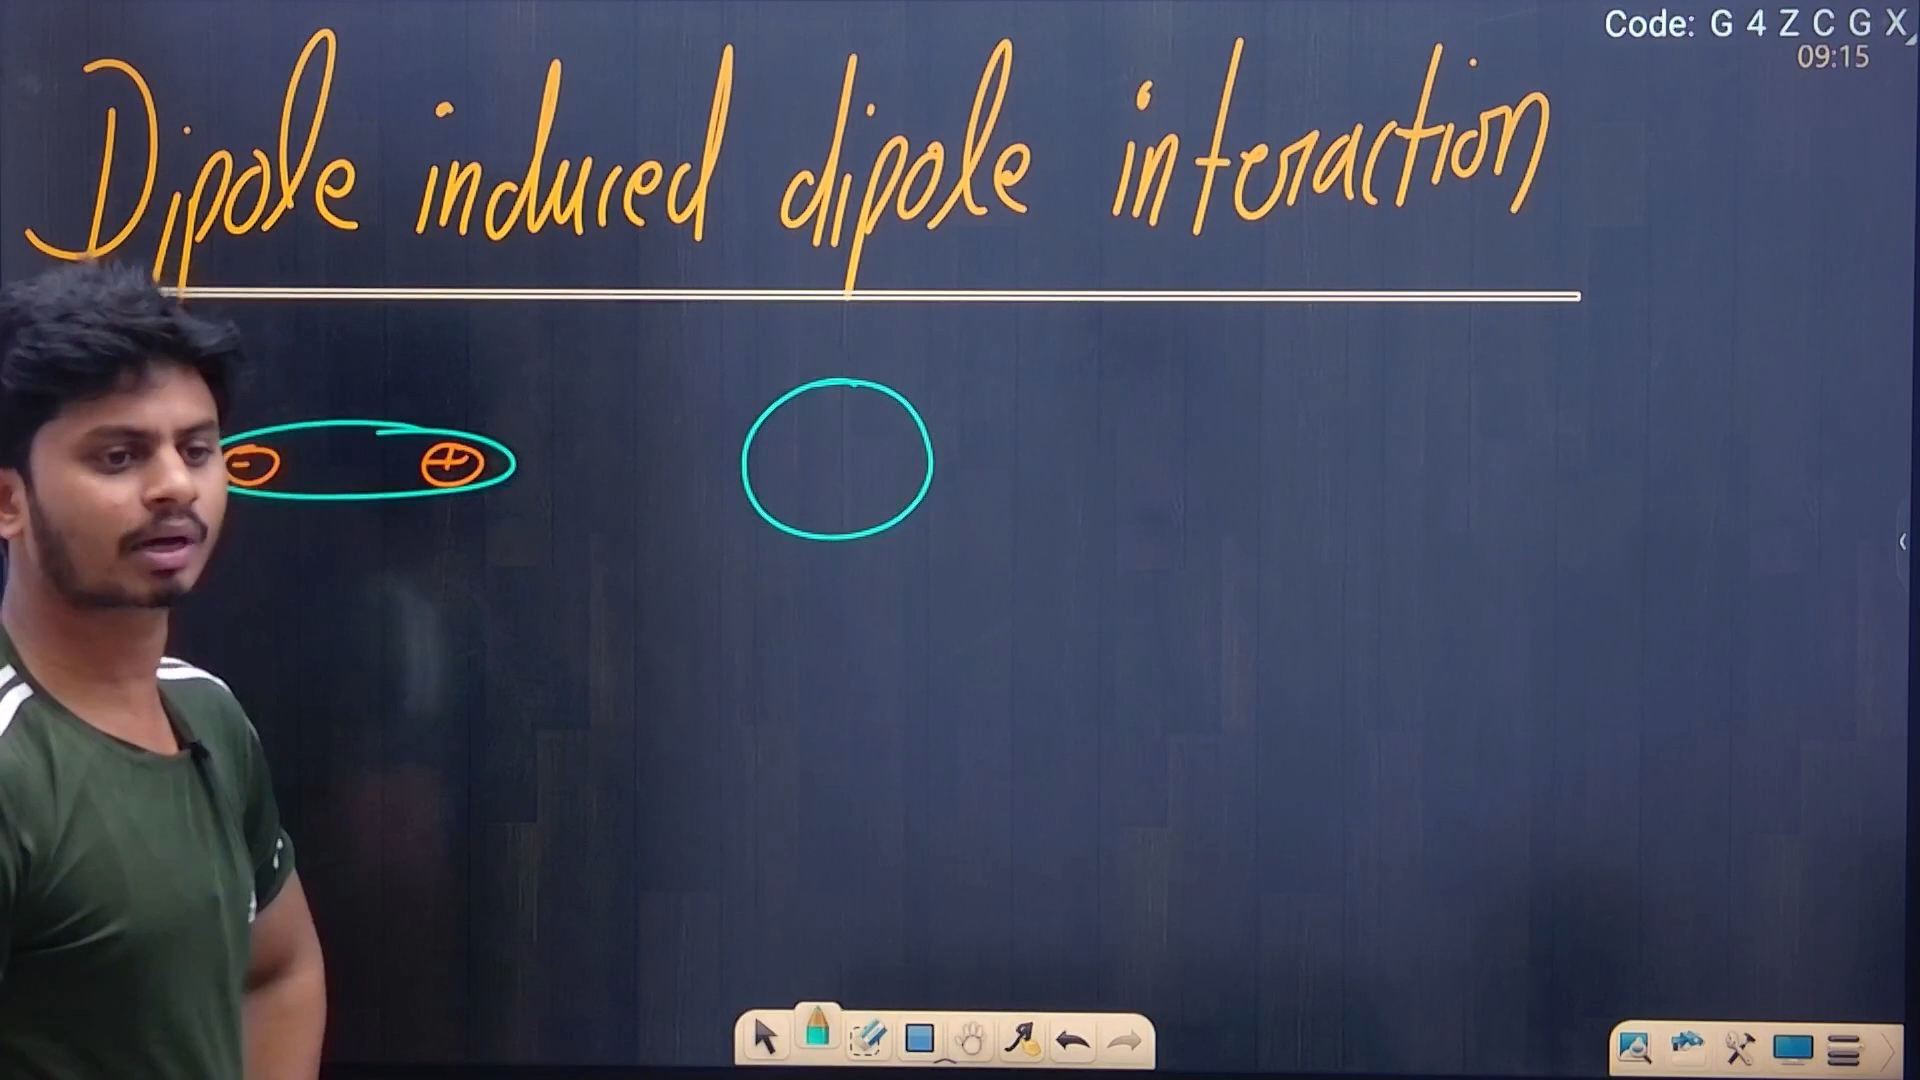 Code: G 4 Z C G X
09:15
Dipole induced dipole interaction
- +